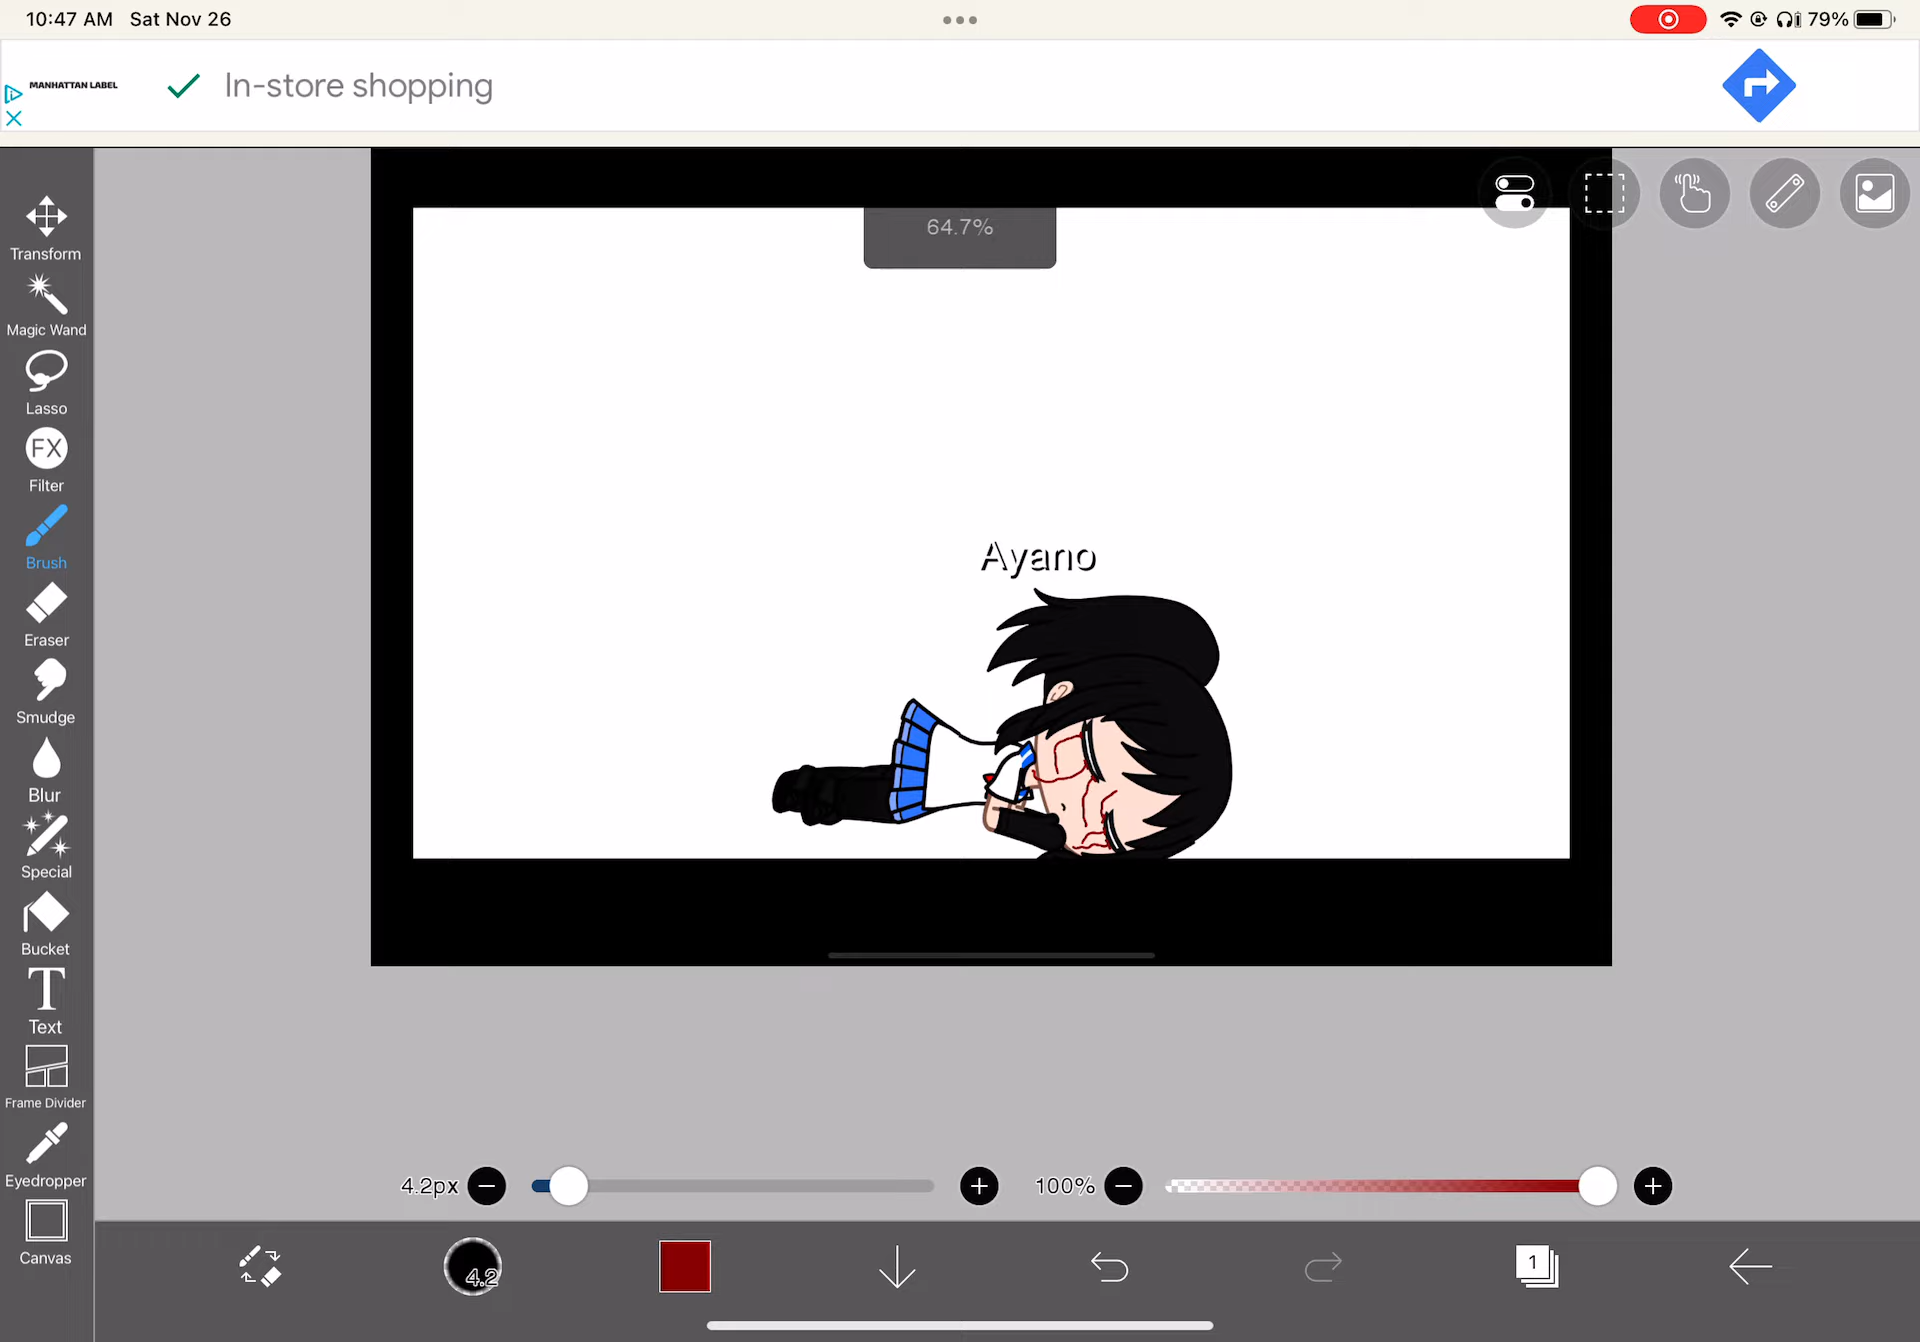 10:47 AM Sat Nov 26
79%
MANHATTAN LABEL
In-store shopping
64.7%
Transform
Magic Wand
Lasso
FX
Filter
Brush
Eraser
Smudge
Blur
Special
Bucket
T
Text
Frame Divider
Eyedropper
Canvas
Ayano
4.2px
100%
4.2
1